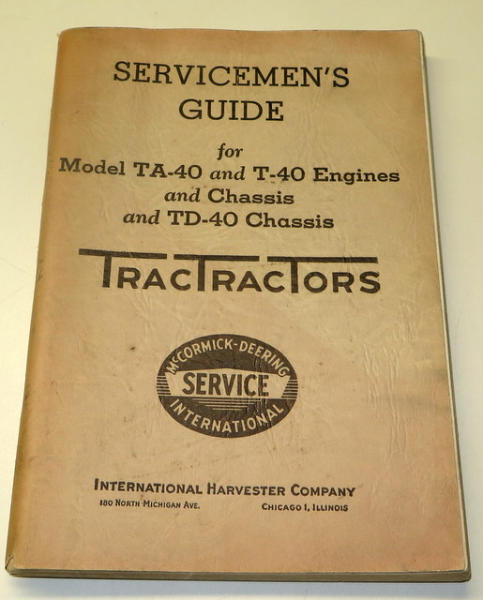 SERVICEMEN'S
GUIDE
for
Model TA-40 and T-40 Engines
and Chassis
and TD-40 Chassis
TRACTRACTORS
McCORMICK-DEERING
SERVICE
INTERNATIONAL
INTERNATIONAL HARVESTER COMPANY
180 NORTH MICHIGAN AVE. CHICAGO 1, ILLINOIS